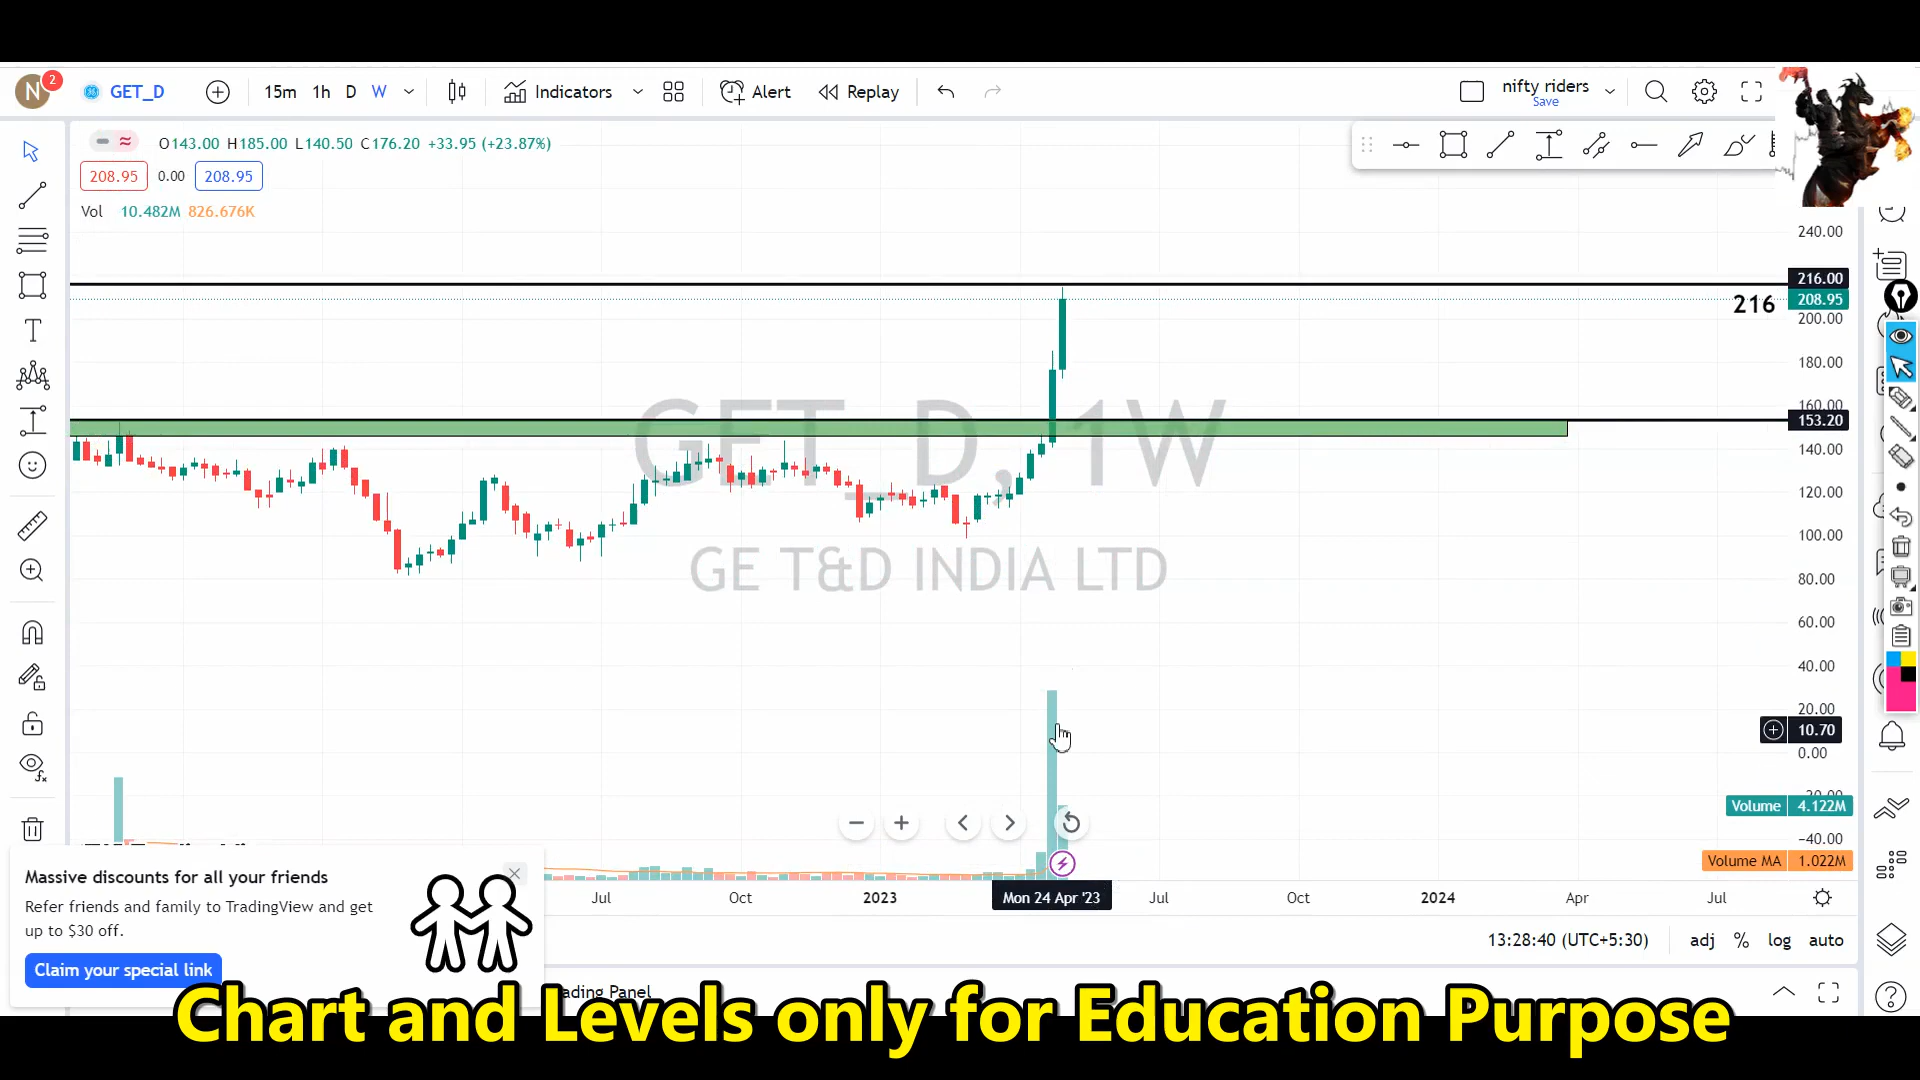 N 2 GET_D 15m 1h D W Indicators Alert Replay nifty riders
Save
O143.00 H185.00 L140.50 C176.20 +33.95 (+23.87%)
208.95 0.00 208.95
Vol 10.482M 826.676K
240.00
216.00
216 208.95
200.00
180.00
160.00
153.20
140.00
120.00
100.00
80.00
60.00
40.00
20.00
10.70
0.00
Volume 4.122M
−40.00
Volume MA 1.022M
GET_D, 1W
GE T&D INDIA LTD
Jul Oct 2023 Mon 24 Apr '23 Jul Oct 2024 Apr Jul
13:28:40 (UTC+5:30) adj % log auto
Massive discounts for all your friends
Refer friends and family to TradingView and get
up to $30 off.
Claim your special link
ading Panel
Chart and Levels only for Education Purpose